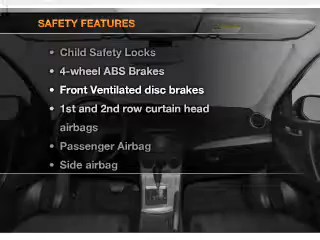 SAFETY FEATURES
• Child Safety Locks
• 4-wheel ABS Brakes
• Front Ventilated disc brakes
• 1st and 2nd row curtain head
airbags
• Passenger Airbag
• Side airbag